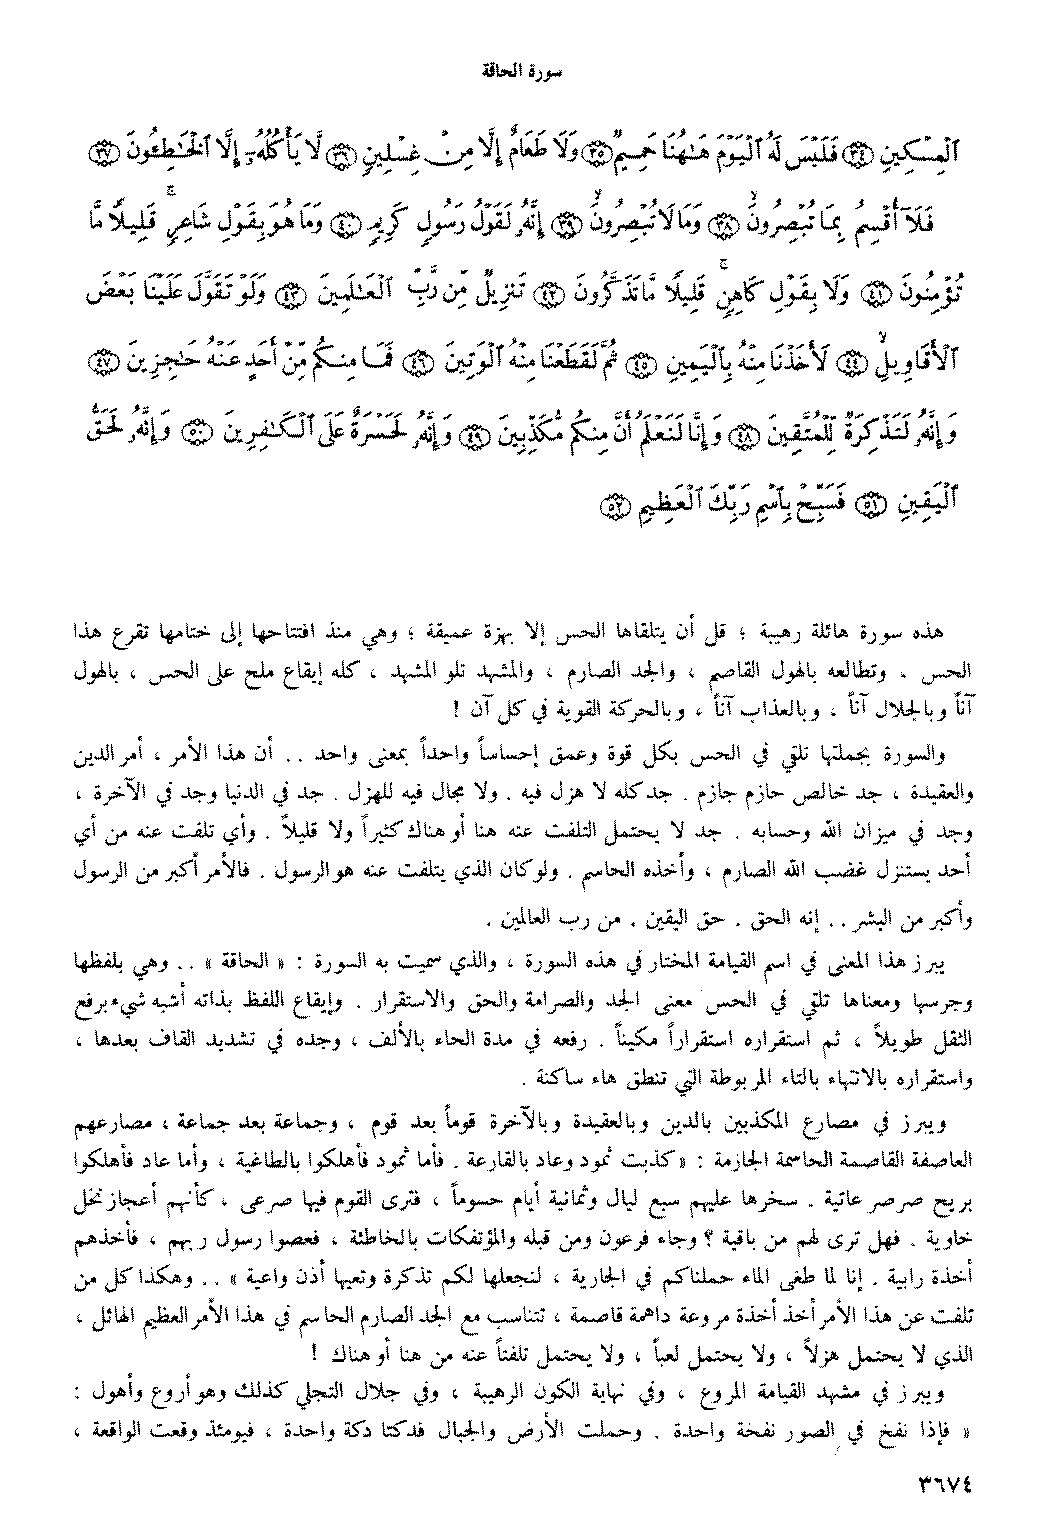 سورة الحاقة
ٱلْمِسْكِينِ ﴿٣٤﴾ فَلَيْسَ لَهُ ٱلْيَوْمَ هَٰهُنَا حَمِيمٌ ﴿٣٥﴾ وَلَا طَعَامٌ إِلَّا مِنْ غِسْلِينٍ ﴿٣٦﴾ لَّا يَأْكُلُهُۥٓ إِلَّا ٱلْخَٰطِـُٔونَ ﴿٣٧﴾
فَلَآ أُقْسِمُ بِمَا تُبْصِرُونَ ﴿٣٨﴾ وَمَا لَا تُبْصِرُونَ ﴿٣٩﴾ إِنَّهُۥ لَقَوْلُ رَسُولٍ كَرِيمٍ ﴿٤٠﴾ وَمَا هُوَ بِقَوْلِ شَاعِرٍ ۚ قَلِيلًا مَّا
تُؤْمِنُونَ ﴿٤١﴾ وَلَا بِقَوْلِ كَاهِنٍ ۚ قَلِيلًا مَّا تَذَكَّرُونَ ﴿٤٢﴾ تَنزِيلٌ مِّن رَّبِّ ٱلْعَٰلَمِينَ ﴿٤٣﴾ وَلَوْ تَقَوَّلَ عَلَيْنَا بَعْضَ
ٱلْأَقَاوِيلِ ﴿٤٤﴾ لَأَخَذْنَا مِنْهُ بِٱلْيَمِينِ ﴿٤٥﴾ ثُمَّ لَقَطَعْنَا مِنْهُ ٱلْوَتِينَ ﴿٤٦﴾ فَمَا مِنكُم مِّنْ أَحَدٍ عَنْهُ حَٰجِزِينَ ﴿٤٧﴾
وَإِنَّهُۥ لَتَذْكِرَةٌ لِّلْمُتَّقِينَ ﴿٤٨﴾ وَإِنَّا لَنَعْلَمُ أَنَّ مِنكُم مُّكَذِّبِينَ ﴿٤٩﴾ وَإِنَّهُۥ لَحَسْرَةٌ عَلَى ٱلْكَٰفِرِينَ ﴿٥٠﴾ وَإِنَّهُۥ لَحَقُّ
ٱلْيَقِينِ ﴿٥١﴾ فَسَبِّحْ بِٱسْمِ رَبِّكَ ٱلْعَظِيمِ ﴿٥٢﴾
هذه سورة هائلة رهيبة ؛ قل أن يتلقاها الحس إلا بهزة عميقة ؛ وهي منذ افتتاحها إلى ختامها تقرع هذا
الحس ، وتطالعه بالهول القاصم ، والجد الصارم ، والمشهد تلو المشهد ، كله إيقاع ملح على الحس ، بالهول
آناً وبالجلال آناً ، وبالعذاب آناً ، وبالحركة القوية في كل آن !
والسورة بجملتها تلقي في الحس بكل قوة وعمق إحساساً واحداً بمعنى واحد .. أن هذا الأمر ، أمر الدين
والعقيدة ، جد خالص حازم جازم . جد كله لا هزل فيه . ولا مجال فيه للهزل . جد في الدنيا وجد في الآخرة ،
وجد في ميزان الله وحسابه . جد لا يحتمل التلفت عنه هنا أو هناك كثيراً ولا قليلاً . وأي تلفت عنه من أي
أحد يستنزل غضب الله الصارم ، وأخذه الحاسم . ولو كان الذي يتلفت عنه هو الرسول . فالأمر أكبر من الرسول
وأكبر من البشر .. إنه الحق . حق اليقين . من رب العالمين .
يبرز هذا المعنى في اسم القيامة المختار في هذه السورة ، والذي سميت به السورة : « الحاقة » .. وهي بلفظها
وجرسها ومعناها تلقي في الحس معنى الجد والصرامة والحق والاستقرار . وإيقاع اللفظ بذاته أشبه شيء برفع
الثقل طويلاً ، ثم استقراره استقراراً مكيناً . رفعه في مدة الحاء بالألف ، وجده في تشديد القاف بعدها ،
واستقراره بالانتهاء بالتاء المربوطة التي تنطق هاء ساكنة .
ويبرز في مصارع المكذبين بالدين وبالعقيدة وبالآخرة قوماً بعد قوم ، وجماعة بعد جماعة ، مصارعهم
العاصفة القاصمة الحاسمة الجازمة : « كذبت ثمود وعاد بالقارعة . فأما ثمود فأهلكوا بالطاغية ، وأما عاد فأهلكوا
بريح صرصر عاتية . سخرها عليهم سبع ليال وثمانية أيام حسوماً ، فترى القوم فيها صرعى ، كأنهم أعجاز نخل
خاوية . فهل ترى لهم من باقية ؟ وجاء فرعون ومن قبله والمؤتفكات بالخاطئة ، فعصوا رسول ربهم ، فأخذهم
أخذة رابية . إنا لما طغى الماء حملناكم في الجارية ، لنجعلها لكم تذكرة وتعيها أذن واعية » .. وهكذا كل من
تلفت عن هذا الأمر أخذ أخذة مروعة داهمة قاصمة ، تتناسب مع الجد الصارم الحاسم في هذا الأمر العظيم الهائل ،
الذي لا يحتمل هزلاً ، ولا يحتمل لعباً ، ولا يحتمل تلفتاً عنه من هنا أو هناك !
ويبرز في مشهد القيامة المروع ، وفي نهاية الكون الرهيبة ، وفي جلال التجلي كذلك وهو أروع وأهول :
« فإذا نفخ في الصور نفخة واحدة . وحملت الأرض والجبال فدكتا دكة واحدة ، فيومئذ وقعت الواقعة ،
٣٦٧٤